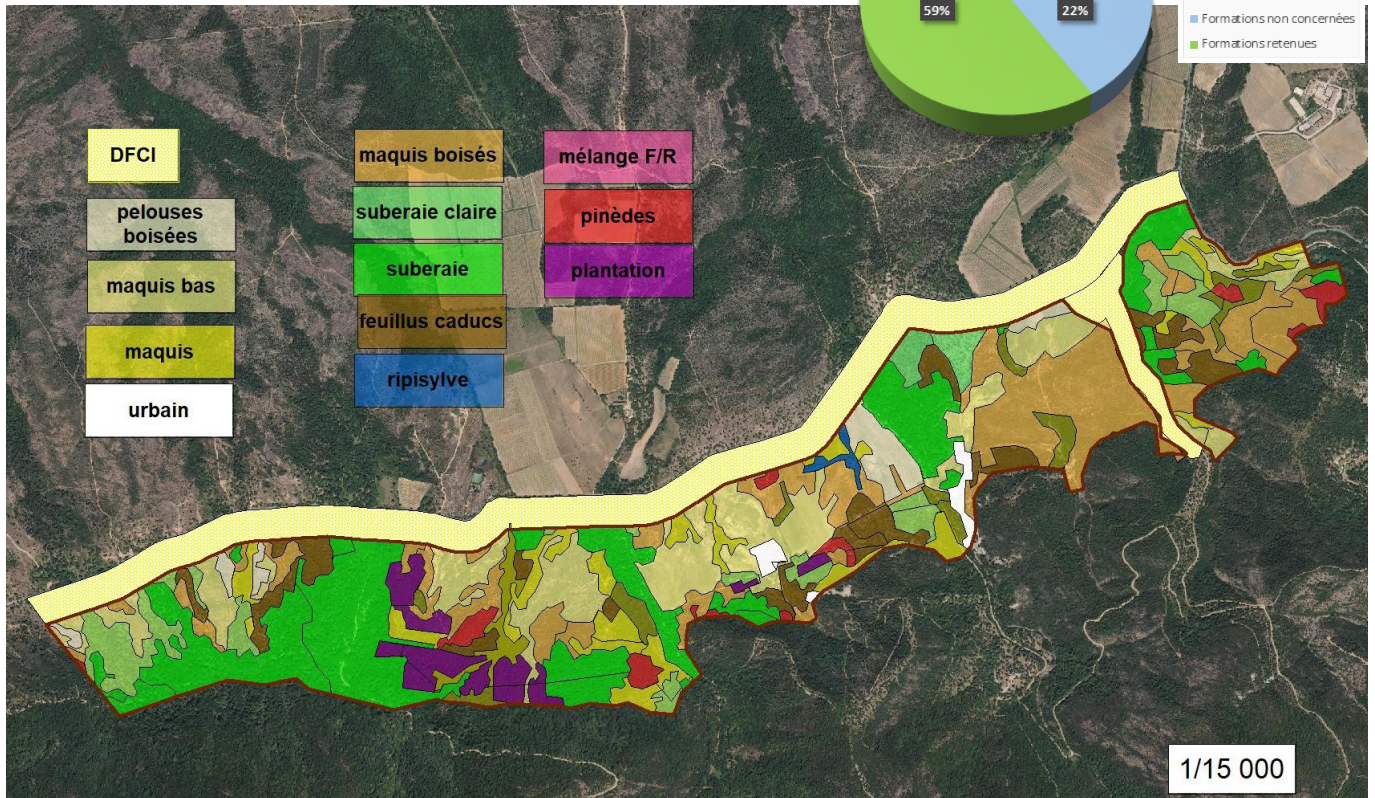 59%
22%
Formations non concernées
Formations retenues
DFCI
pelouses
boisées
maquis bas
maquis
urbain
maquis boisés
suberaie claire
suberaie
feuillus caducs
ripisylve
mélange F/R
pinèdes
plantation
1/15 000